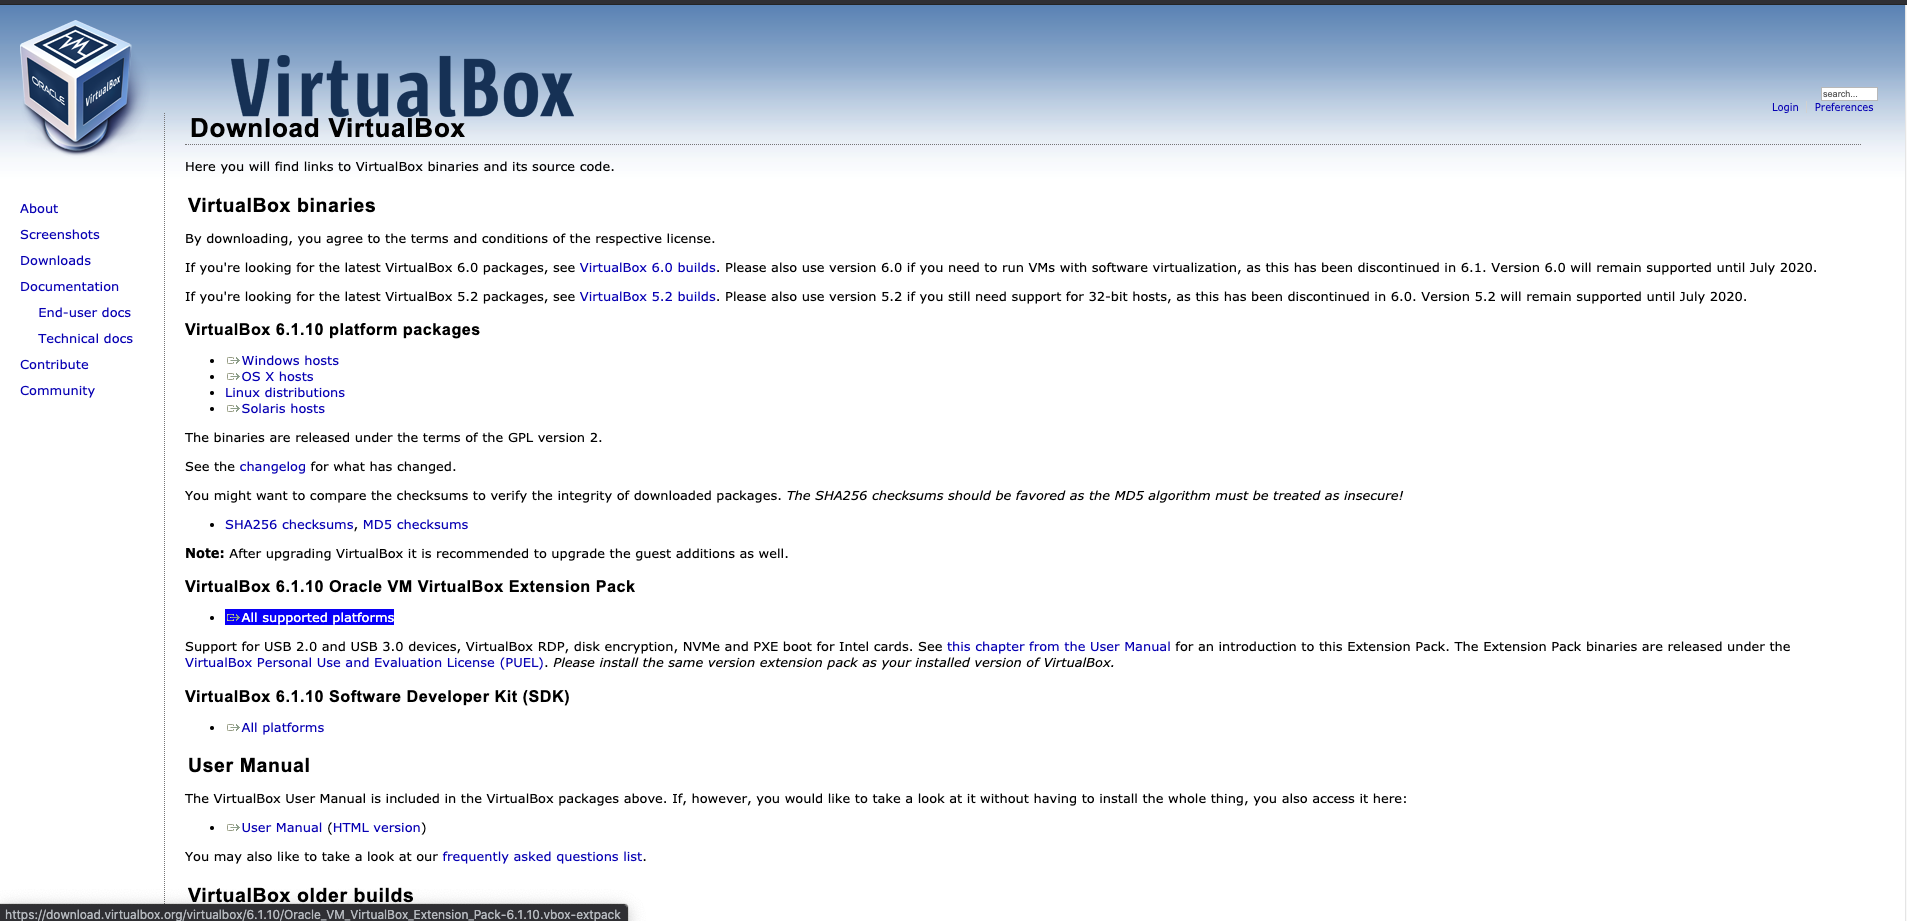 ORACLE
VirtualBox
VirtualBox
search...
Login Preferences
Download VirtualBox
Here you will find links to VirtualBox binaries and its source code.
About
Screenshots
Downloads
Documentation
End-user docs
Technical docs
Contribute
Community
VirtualBox binaries
By downloading, you agree to the terms and conditions of the respective license.
If you're looking for the latest VirtualBox 6.0 packages, see VirtualBox 6.0 builds. Please also use version 6.0 if you need to run VMs with software virtualization, as this has been discontinued in 6.1. Version 6.0 will remain supported until July 2020.
If you're looking for the latest VirtualBox 5.2 packages, see VirtualBox 5.2 builds. Please also use version 5.2 if you still need support for 32-bit hosts, as this has been discontinued in 6.0. Version 5.2 will remain supported until July 2020.
VirtualBox 6.1.10 platform packages
• Windows hosts
• OS X hosts
• Linux distributions
• Solaris hosts
The binaries are released under the terms of the GPL version 2.
See the changelog for what has changed.
You might want to compare the checksums to verify the integrity of downloaded packages. The SHA256 checksums should be favored as the MD5 algorithm must be treated as insecure!
• SHA256 checksums, MD5 checksums
Note: After upgrading VirtualBox it is recommended to upgrade the guest additions as well.
VirtualBox 6.1.10 Oracle VM VirtualBox Extension Pack
• All supported platforms
Support for USB 2.0 and USB 3.0 devices, VirtualBox RDP, disk encryption, NVMe and PXE boot for Intel cards. See this chapter from the User Manual for an introduction to this Extension Pack. The Extension Pack binaries are released under the
VirtualBox Personal Use and Evaluation License (PUEL). Please install the same version extension pack as your installed version of VirtualBox.
VirtualBox 6.1.10 Software Developer Kit (SDK)
• All platforms
User Manual
The VirtualBox User Manual is included in the VirtualBox packages above. If, however, you would like to take a look at it without having to install the whole thing, you also access it here:
• User Manual (HTML version)
You may also like to take a look at our frequently asked questions list.
VirtualBox older builds
https://download.virtualbox.org/virtualbox/6.1.10/Oracle_VM_VirtualBox_Extension_Pack-6.1.10.vbox-extpack